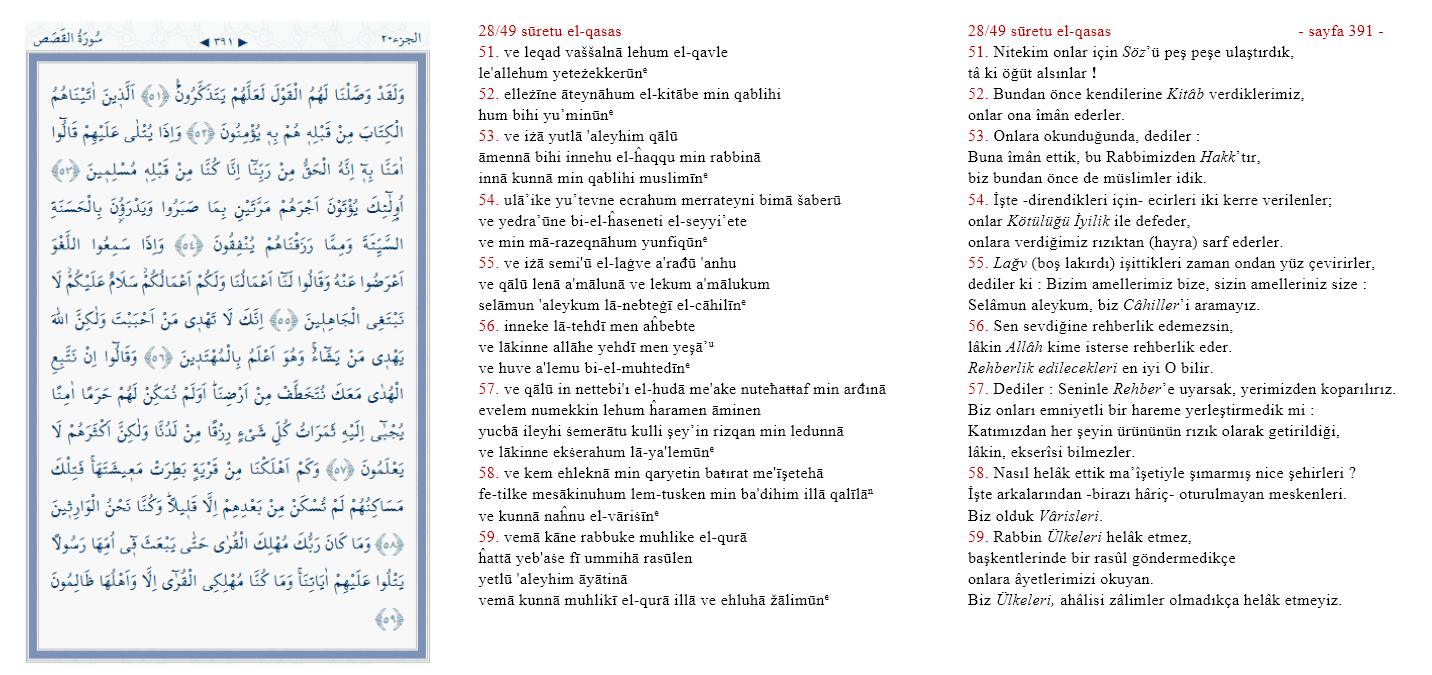 سُورَةُ القَصَصِ
٣٩١
الجزء ٢٠
وَلَقَدْ وَصَّلْنَا لَهُمُ الْقَوْلَ لَعَلَّهُمْ يَتَذَكَّرُونَۜ ﴿٥١﴾ اَلَّذ۪ينَ اٰتَيْنَاهُمُ
الْكِتَابَ مِنْ قَبْلِه۪ هُمْ بِه۪ يُؤْمِنُونَ ﴿٥٢﴾ وَاِذَا يُتْلٰى عَلَيْهِمْ قَالُٓوا
اٰمَنَّا بِه۪ٓ اِنَّهُ الْحَقُّ مِنْ رَبِّنَٓا اِنَّا كُنَّا مِنْ قَبْلِه۪ مُسْلِم۪ينَ ﴿٥٣﴾
اُو۬لٰٓئِكَ يُؤْتَوْنَ اَجْرَهُمْ مَرَّتَيْنِ بِمَا صَبَرُوا وَيَدْرَؤُ۫نَ بِالْحَسَنَةِ
السَّيِّئَةَ وَمِمَّا رَزَقْنَاهُمْ يُنْفِقُونَ ﴿٥٤﴾ وَاِذَا سَمِعُوا اللَّغْوَ
اَعْرَضُوا عَنْهُ وَقَالُوا لَنَٓا اَعْمَالُنَا وَلَكُمْ اَعْمَالُكُمْۘ سَلَامٌ عَلَيْكُمْۘ لَا
نَبْتَغِي الْجَاهِل۪ينَ ﴿٥٥﴾ اِنَّكَ لَا تَهْد۪ي مَنْ اَحْبَبْتَ وَلٰكِنَّ اللّٰهَ
يَهْد۪ي مَنْ يَشَٓاءُۚ وَهُوَ اَعْلَمُ بِالْمُهْتَد۪ينَ ﴿٥٦﴾ وَقَالُٓوا اِنْ نَتَّبِعِ
الْهُدٰى مَعَكَ نُتَخَطَّفْ مِنْ اَرْضِنَاۜ اَوَلَمْ نُمَكِّنْ لَهُمْ حَرَمًا اٰمِنًا
يُجْبٰٓى اِلَيْهِ ثَمَرَاتُ كُلِّ شَيْءٍ رِزْقًا مِنْ لَدُنَّا وَلٰكِنَّ اَكْثَرَهُمْ لَا
يَعْلَمُونَ ﴿٥٧﴾ وَكَمْ اَهْلَكْنَا مِنْ قَرْيَةٍ بَطِرَتْ مَع۪يشَتَهَاۚ فَتِلْكَ
مَسَاكِنُهُمْ لَمْ تُسْكَنْ مِنْ بَعْدِهِمْ اِلَّا قَل۪يلًاۜ وَكُنَّا نَحْنُ الْوَارِث۪ينَ
﴿٥٨﴾ وَمَا كَانَ رَبُّكَ مُهْلِكَ الْقُرٰى حَتّٰى يَبْعَثَ ف۪ٓي اُمِّهَا رَسُولًا
يَتْلُوا عَلَيْهِمْ اٰيَاتِنَاۚ وَمَا كُنَّا مُهْلِكِي الْقُرٰٓى اِلَّا وَاَهْلُهَا ظَالِمُونَ
﴿٥٩﴾
28/49 sūretu el-qasas
51. ve leqad vaššalnā lehum el-qavle
le'allehum yeteżekkerūnᵉ
52. elleżīne āteynāhum el-kitābe min qablihi
hum bihi yu’minūnᵉ
53. ve iżā yutlā 'aleyhim qālū
āmennā bihi innehu el-ĥaqqu min rabbinā
innā kunnā min qablihi muslimīnᵉ
54. ulā’ike yu’tevne ecrahum merrateyni bimā šaberū
ve yedra’ūne bi-el-ĥaseneti el-seyyi’ete
ve min mā-razeqnāhum yunfiqūnᵉ
55. ve iżā semi'ū el-laġve a'rađū 'anhu
ve qālū lenā a'mālunā ve lekum a'mālukum
selāmun 'aleykum lā-nebteġī el-cāhilīnᵉ
56. inneke lā-tehdī men aĥbebte
ve lākinne allāhe yehdī men yeşā’ᵘ
ve huve a'lemu bi-el-muhtedīnᵉ
57. ve qālū in nettebi'ı el-hudā me'ake nuteħaŧŧaf min arđınā
evelem numekkin lehum ĥaramen āminen
yucbā ileyhi ṡemerātu kulli şey’in rizqan min ledunnā
ve lākinne ekṡerahum lā-ya'lemūnᵉ
58. ve kem ehleknā min qaryetin baŧırat me'īşetehā
fe-tilke mesākinuhum lem-tusken min ba'dihim illā qalīlāⁿ
ve kunnā naĥnu el-vāriṡīnᵉ
59. vemā kāne rabbuke muhlike el-qurā
ĥattā yeb'aṡe fī ummihā rasūlen
yetlū 'aleyhim āyātinā
vemā kunnā muhlikī el-qurā illā ve ehluhā žālimūnᵉ
28/49 sūretu el-qasas - sayfa 391 -
51. Nitekim onlar için Söz’ü peş peşe ulaştırdık,
tâ ki öğüt alsınlar !
52. Bundan önce kendilerine Kitâb verdiklerimiz,
onlar ona îmân ederler.
53. Onlara okunduğunda, dediler :
Buna îmân ettik, bu Rabbimizden Hakk’tır,
biz bundan önce de müslimler idik.
54. İşte -direndikleri için- ecirleri iki kerre verilenler;
onlar Kötülüğü İyilik ile defeder,
onlara verdiğimiz rızıktan (hayra) sarf ederler.
55. Lağv (boş lakırdı) işittikleri zaman ondan yüz çevirirler,
dediler ki : Bizim amellerimiz bize, sizin amelleriniz size :
Selâmun aleykum, biz Câhiller’i aramayız.
56. Sen sevdiğine rehberlik edemezsin,
lâkin Allâh kime isterse rehberlik eder.
Rehberlik edilecekleri en iyi O bilir.
57. Dediler : Seninle Rehber’e uyarsak, yerimizden koparılırız.
Biz onları emniyetli bir hareme yerleştirmedik mi :
Katımızdan her şeyin ürününün rızık olarak getirildiği,
lâkin, ekserîsi bilmezler.
58. Nasıl helâk ettik ma’îşetiyle şımarmış nice şehirleri ?
İşte arkalarından -birazı hâriç- oturulmayan meskenleri.
Biz olduk Vârisleri.
59. Rabbin Ülkeleri helâk etmez,
başkentlerinde bir rasûl göndermedikçe
onlara âyetlerimizi okuyan.
Biz Ülkeleri, ahâlisi zâlimler olmadıkça helâk etmeyiz.